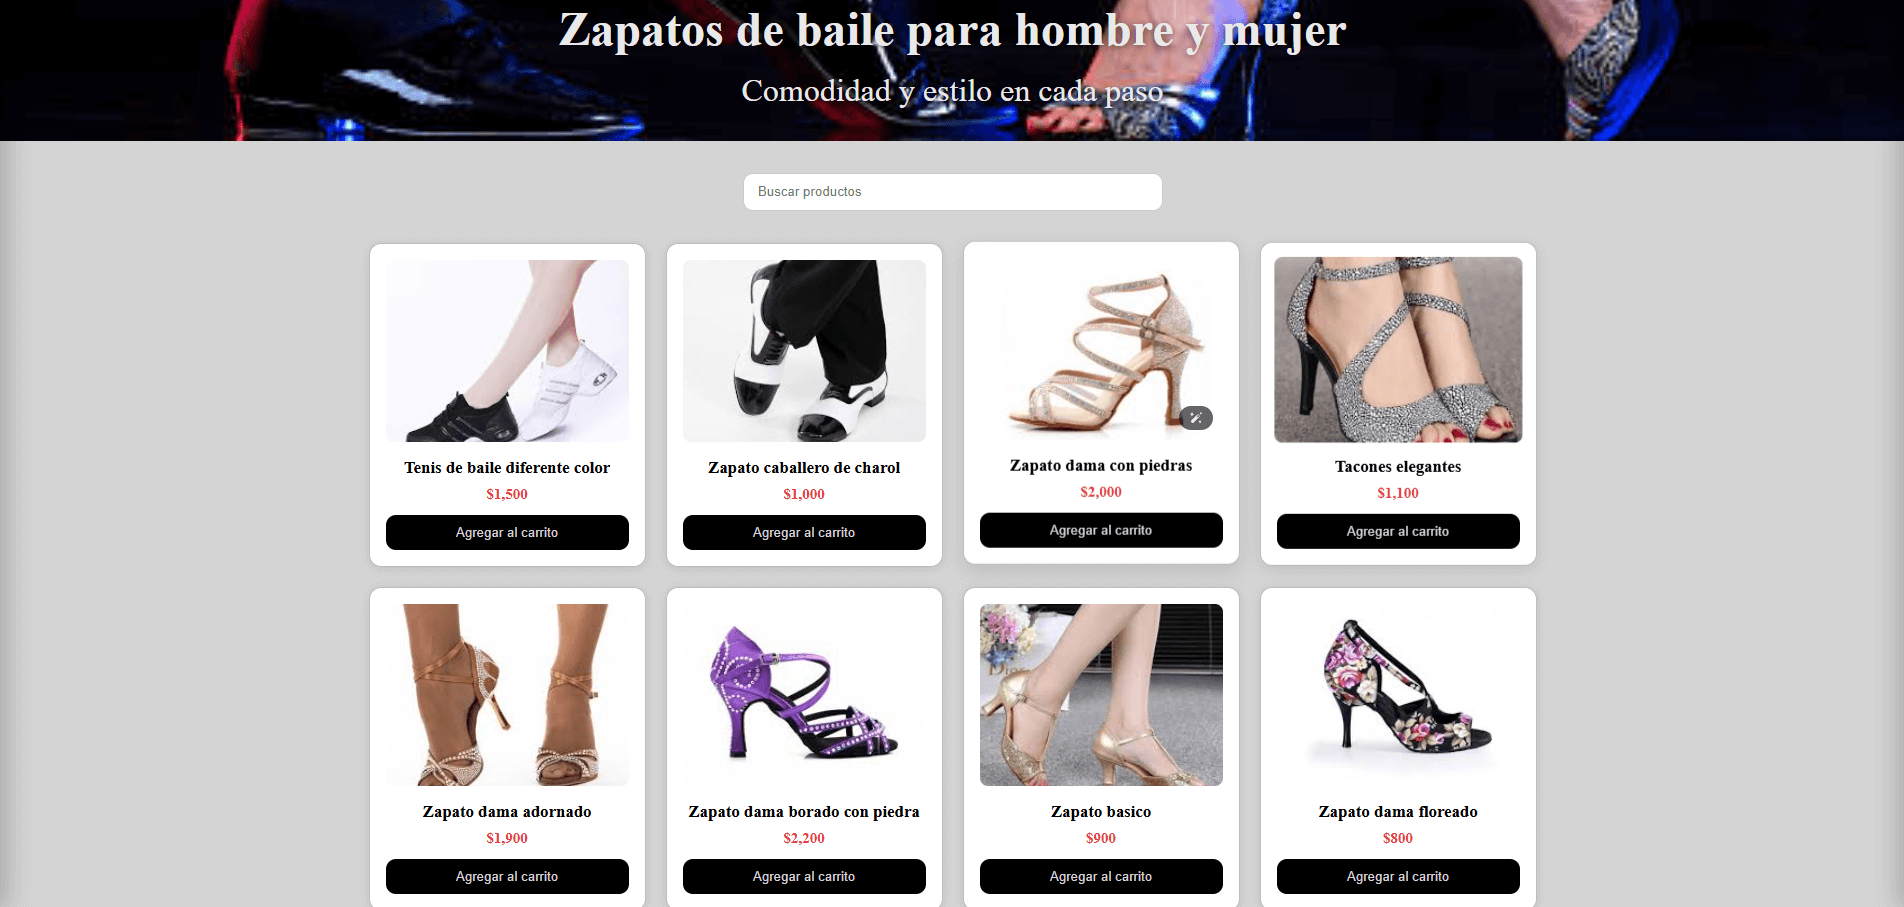 Zapatos de baile para hombre y mujer
Comodidad y estilo en cada paso
Buscar productos
Tenis de baile diferente color
$1,500
Agregar al carrito
Zapato caballero de charol
$1,000
Agregar al carrito
Zapato dama con piedras
$2,000
Agregar al carrito
Tacones elegantes
$1,100
Agregar al carrito
Zapato dama adornado
$1,900
Agregar al carrito
Zapato dama borado con piedra
$2,200
Agregar al carrito
Zapato basico
$900
Agregar al carrito
Zapato dama floreado
$800
Agregar al carrito